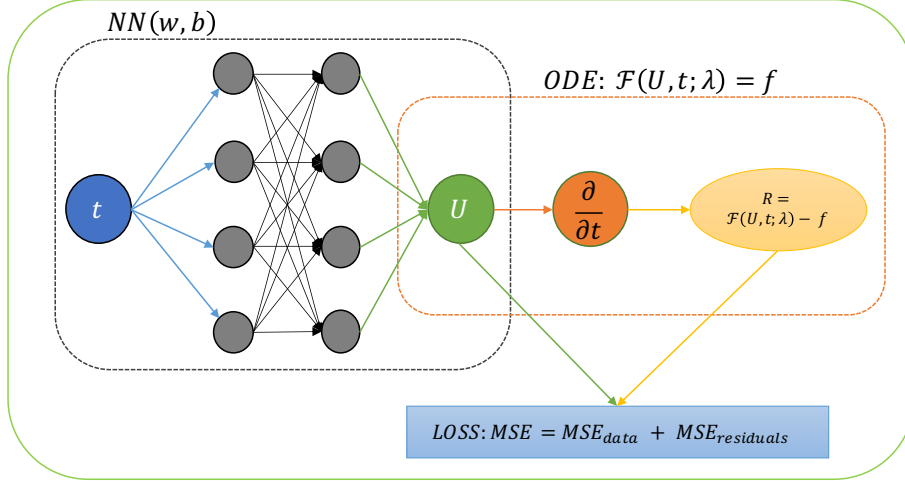 NN(w, b)
ODE: ℱ(U, t; λ) = f
t
U
∂
∂t
R =
ℱ(U, t; λ) − f
LOSS: MSE = MSE_data + MSE_residuals